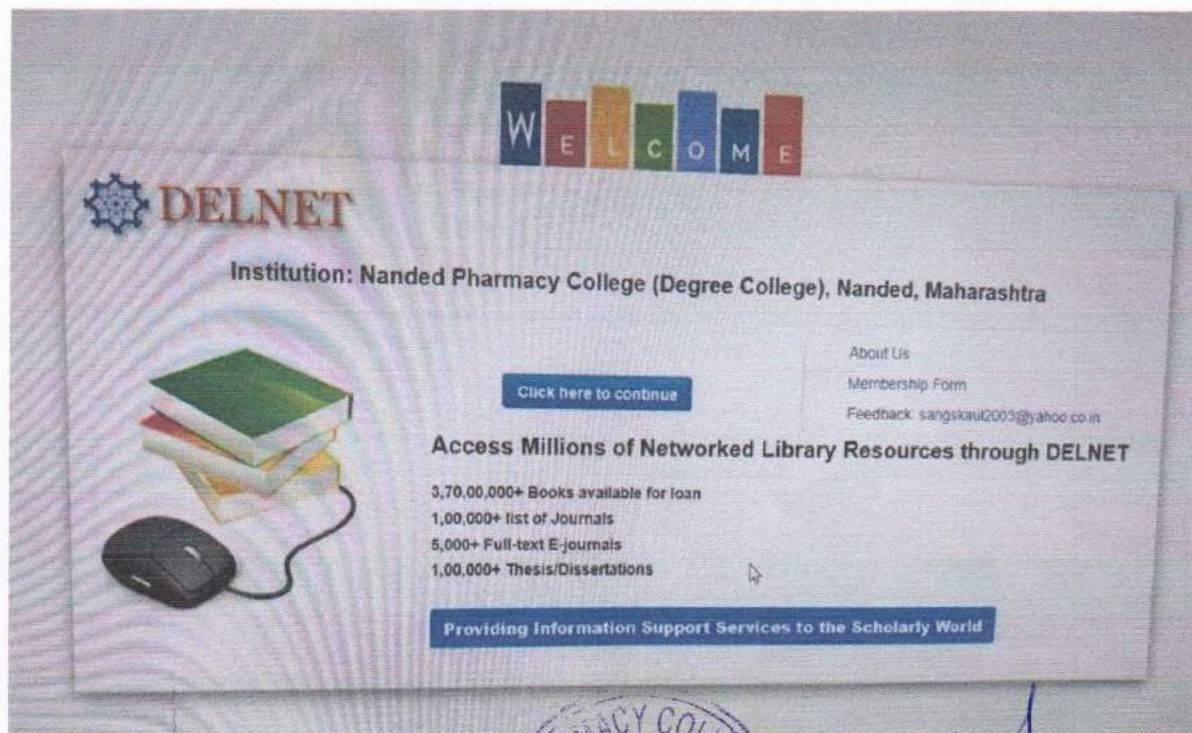 WELCOME
DELNET
Institution: Nanded Pharmacy College (Degree College), Nanded, Maharashtra
About Us
Click here to continue
Membership Form
Feedback: sangskaul2003@yahoo.co.in
Access Millions of Networked Library Resources through DELNET
3,70,00,000+ Books available for loan
1,00,000+ list of Journals
5,000+ Full-text E-journals
1,00,000+ Thesis/Dissertations
Providing Information Support Services to the Scholarly World